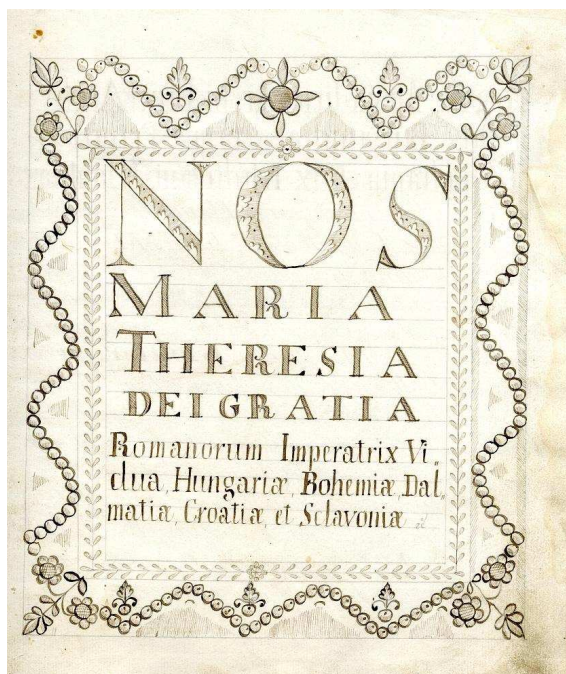 NOS
MARIA
THERESIA
DEI GRATIA
Romanorum Imperatrix Vi„
dua, Hungariæ, Bohemiæ, Dal„
matiæ, Croatiæ, et Sclavoniæ